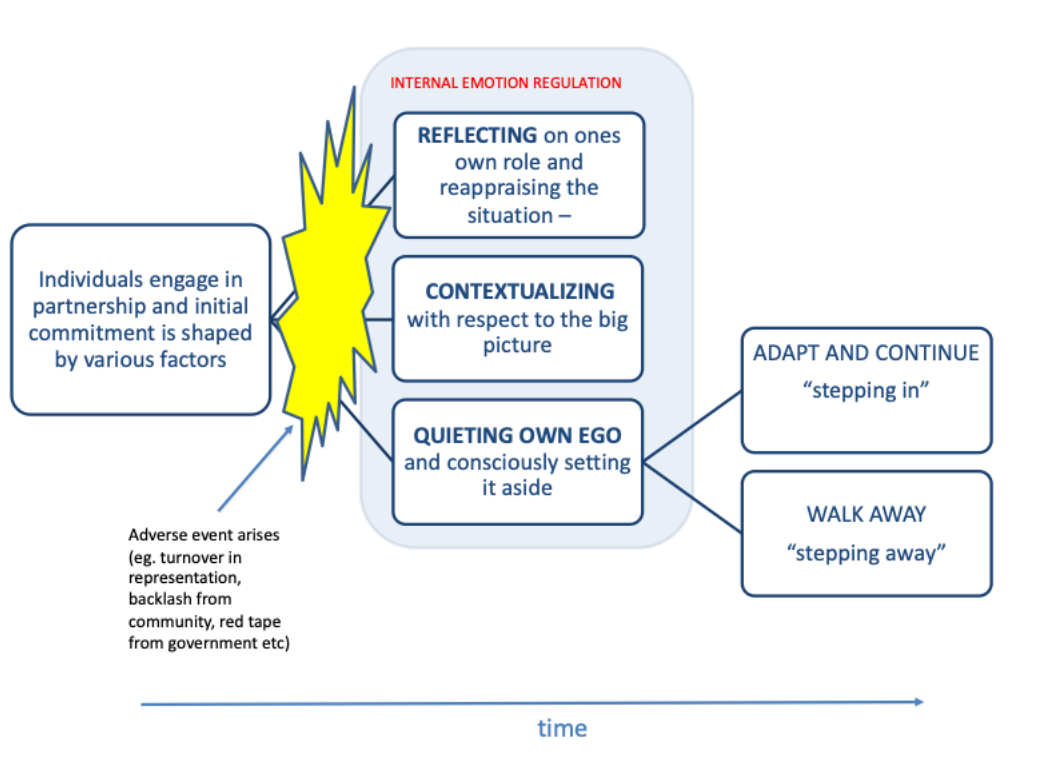 INTERNAL EMOTION REGULATION
REFLECTING on ones
own role and
reappraising the
situation –
Individuals engage in
partnership and initial
commitment is shaped
by various factors
CONTEXTUALIZING
with respect to the big
picture
QUIETING OWN EGO
and consciously setting
it aside
ADAPT AND CONTINUE
“stepping in”
WALK AWAY
“stepping away”
Adverse event arises
(eg. turnover in
representation,
backlash from
community, red tape
from government etc)
time